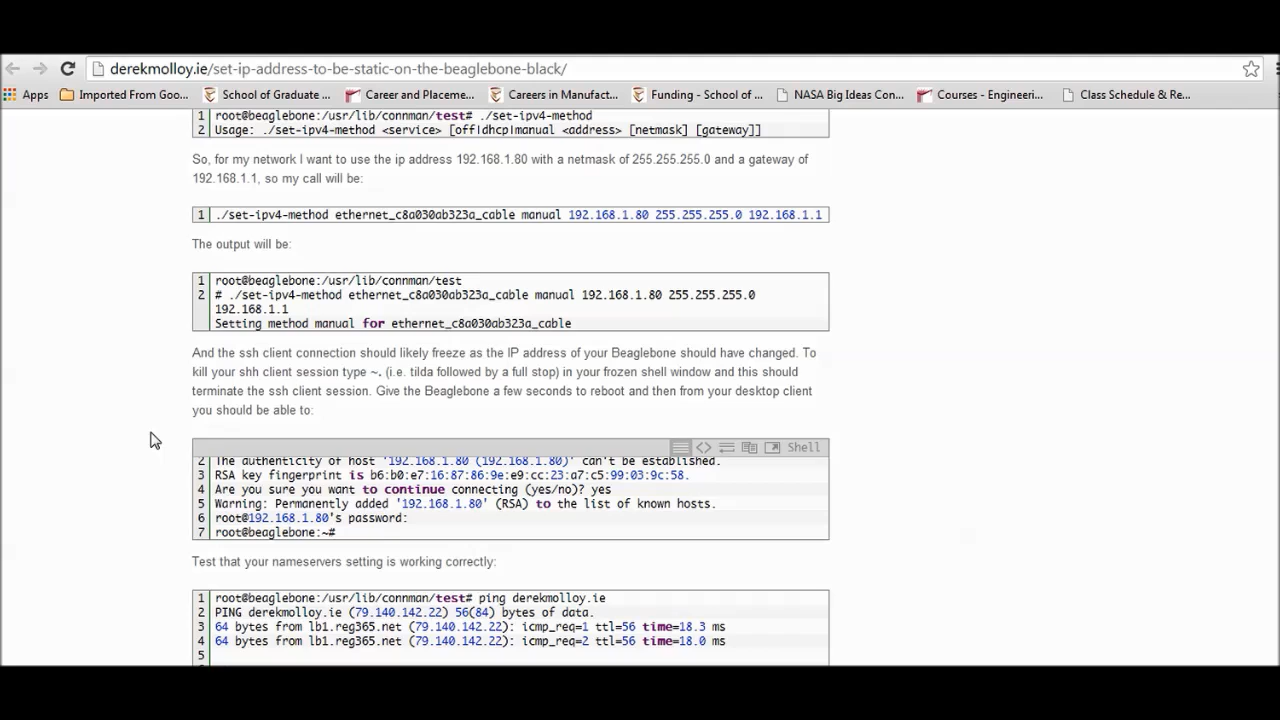 derekmolloy.ie/set-ip-address-to-be-static-on-the-beaglebone-black/
Apps Imported From Goo... School of Graduate ... Career and Placeme... Careers in Manufact... Funding - School of ... NASA Big Ideas Con... Courses - Engineeri... Class Schedule & Re...
1 root@beaglebone:/usr/lib/connman/test# ./set-ipv4-method
2 Usage: ./set-ipv4-method <service> [off|dhcp|manual <address> [netmask] [gateway]]
So, for my network I want to use the ip address 192.168.1.80 with a netmask of 255.255.255.0 and a gateway of
192.168.1.1, so my call will be:
1 ./set-ipv4-method ethernet_c8a030ab323a_cable manual 192.168.1.80 255.255.255.0 192.168.1.1
The output will be:
1 root@beaglebone:/usr/lib/connman/test
2 # ./set-ipv4-method ethernet_c8a030ab323a_cable manual 192.168.1.80 255.255.255.0
192.168.1.1
Setting method manual for ethernet_c8a030ab323a_cable
And the ssh client connection should likely freeze as the IP address of your Beaglebone should have changed. To
kill your shh client session type ~. (i.e. tilda followed by a full stop) in your frozen shell window and this should
terminate the ssh client session. Give the Beaglebone a few seconds to reboot and then from your desktop client
you should be able to:
Shell
2 The authenticity of host '192.168.1.80 (192.168.1.80)' can't be established.
3 RSA key fingerprint is b6:b0:e7:16:87:86:9e:e9:cc:23:a7:c5:99:03:9c:58.
4 Are you sure you want to continue connecting (yes/no)? yes
5 Warning: Permanently added '192.168.1.80' (RSA) to the list of known hosts.
6 root@192.168.1.80's password:
7 root@beaglebone:~#
Test that your nameservers setting is working correctly:
1 root@beaglebone:/usr/lib/connman/test# ping derekmolloy.ie
2 PING derekmolloy.ie (79.140.142.22) 56(84) bytes of data.
3 64 bytes from lb1.reg365.net (79.140.142.22): icmp_req=1 ttl=56 time=18.3 ms
4 64 bytes from lb1.reg365.net (79.140.142.22): icmp_req=2 ttl=56 time=18.0 ms
5